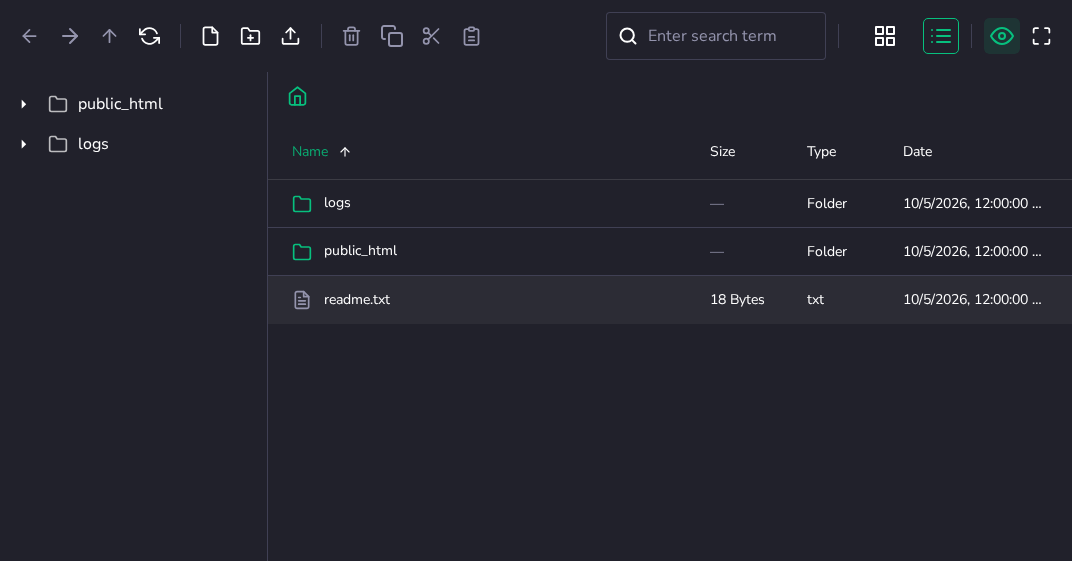 Enter search term
public_html
logs
Name Size Type Date
logs — Folder 10/5/2026, 12:00:00 ...
public_html — Folder 10/5/2026, 12:00:00 ...
readme.txt 18 Bytes txt 10/5/2026, 12:00:00 ...